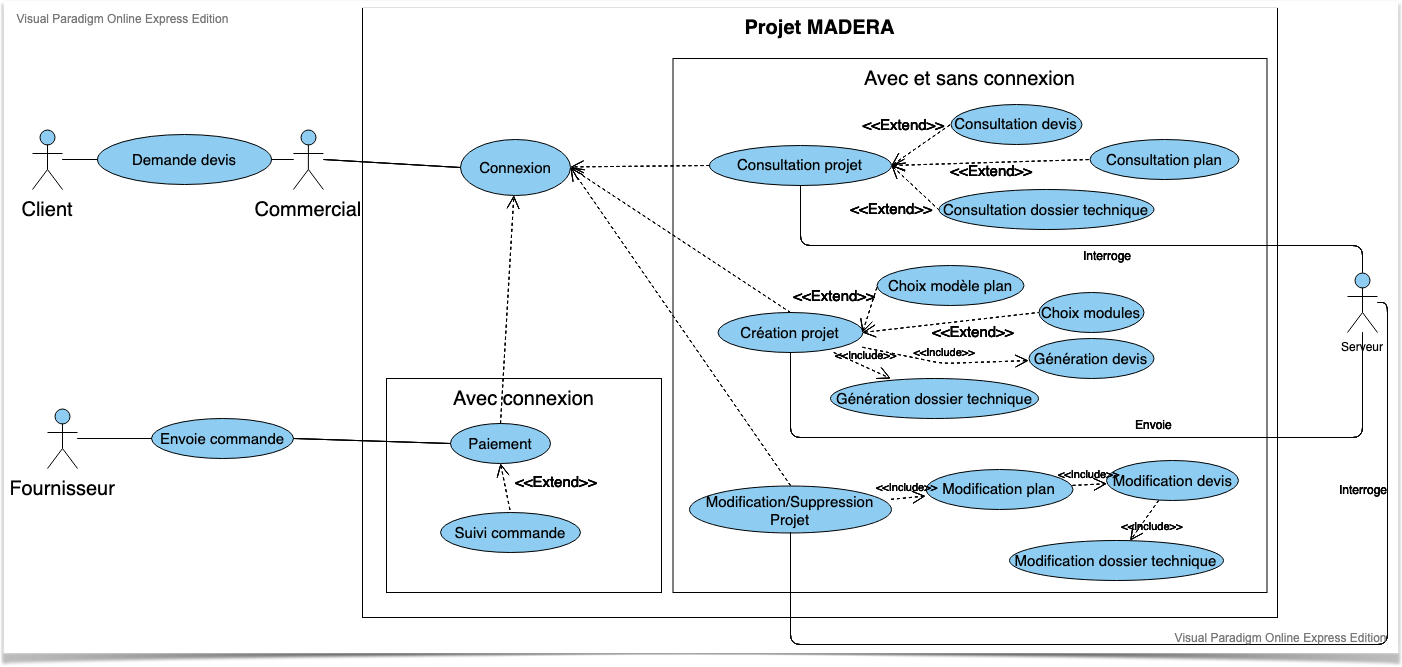 Visual Paradigm Online Express Edition
Projet MADERA
Avec et sans connexion
<<Extend>>
Consultation devis
Demande devis
Connexion
Consultation projet
Consultation plan
<<Extend>>
Client
Commercial
<<Extend>>
Consultation dossier technique
Interroge
Choix modèle plan
<<Extend>>
Choix modules
Création projet
<<Extend>>
Serveur
<<Include>>
<<Include>>
Génération devis
Génération dossier technique
Avec connexion
Envoie
Envoie commande
Paiement
Fournisseur
<<Extend>>
Suivi commande
Modification/Suppression
Projet
<<Include>>
Modification plan
<<Include>>
Modification devis
Interroge
<<Include>>
Modification dossier technique
Visual Paradigm Online Express Edition